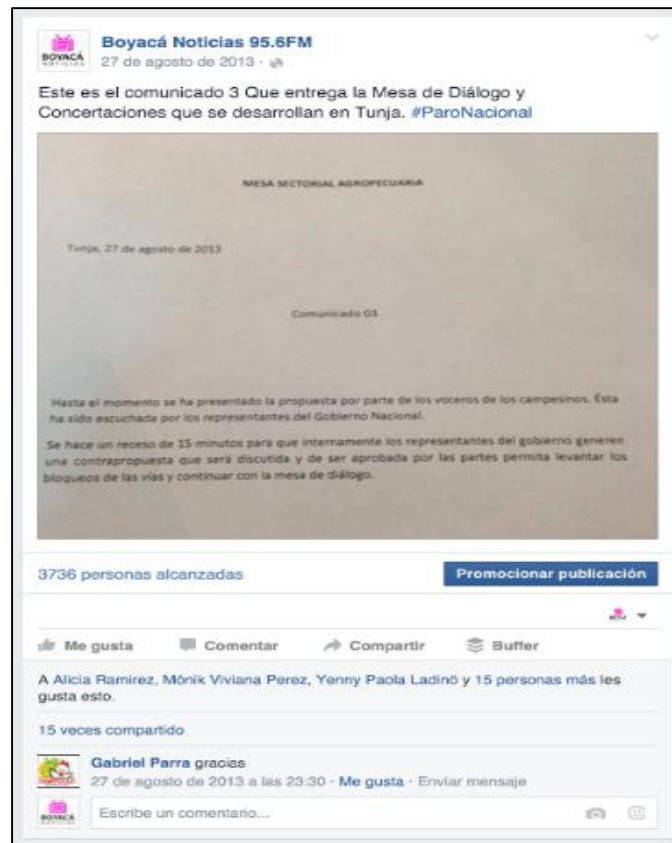 BOYACÁ
NOTICIAS
Boyacá Noticias 95.6FM
27 de agosto de 2013 ·
Este es el comunicado 3 Que entrega la Mesa de Diálogo y
Concertaciones que se desarrollan en Tunja. #ParoNacional
MESA SECTORIAL AGROPECUARIA
Tunja, 27 de agosto de 2013
Comunicado 03
Hasta el momento se ha presentado la propuesta por parte de los voceros de los campesinos. Ésta
ha sido escuchada por los representantes del Gobierno Nacional.
Se hace un receso de 15 minutos para que internamente los representantes del gobierno generen
una contrapropuesta que será discutida y de ser aprobada por las partes permita levantar los
bloqueos de las vías y continuar con la mesa de diálogo.
3736 personas alcanzadas
Promocionar publicación
Me gusta Comentar Compartir Buffer
A Alicia Ramirez, Mónik Viviana Perez, Yenny Paola Ladinö y 15 personas más les
gusta esto.
15 veces compartido
Gabriel Parra gracias
27 de agosto de 2013 a las 23:30 · Me gusta · Enviar mensaje
BOYACÁ
Escribe un comentario...